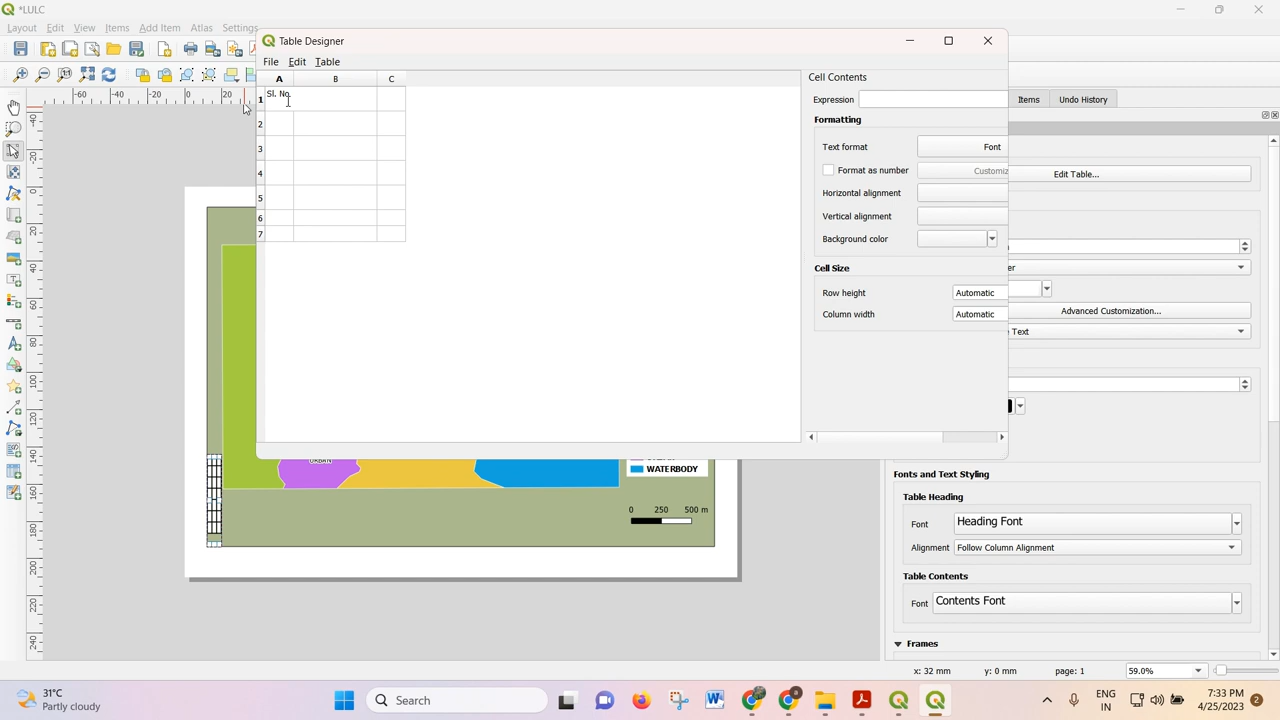 *LULC
Layout Edit View Items Add Item Atlas Settings
Table Designer
File Edit Table
A B C
Sl. No.
1
2
3
4
5
6
7
Cell Contents
Expression
Formatting
Text format Font
Format as number Customiz
Horizontal alignment
Vertical alignment
Background color
Cell Size
Row height Automatic
Column width Automatic
Items Undo History
Edit Table...
Advanced Customization...
Text
Fonts and Text Styling
Table Heading
Font Heading Font
Alignment Follow Column Alignment
Table Contents
Font Contents Font
Frames
-60 -40 -20 0 20
URBAN
WATERBODY
0 250 500 m
x: 32 mm y: 0 mm page: 1 59.0%
31°C
Partly cloudy
Search
ENG
IN
7:33 PM
4/25/2023
2